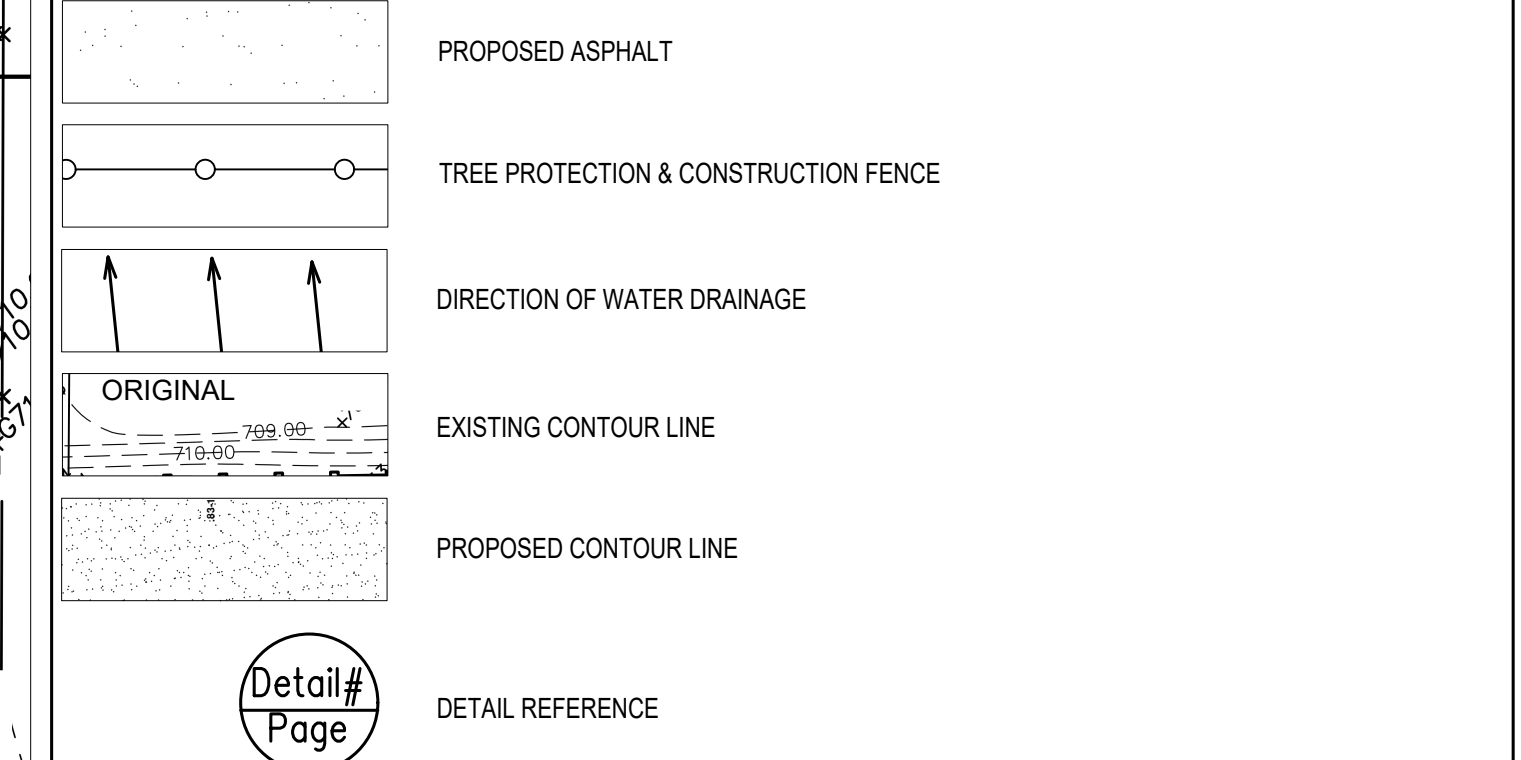 PROPOSED ASPHALT
TREE PROTECTION & CONSTRUCTION FENCE
DIRECTION OF WATER DRAINAGE
ORIGINAL
709.00
710.00
EXISTING CONTOUR LINE
PROPOSED CONTOUR LINE
Detail#
Page
DETAIL REFERENCE